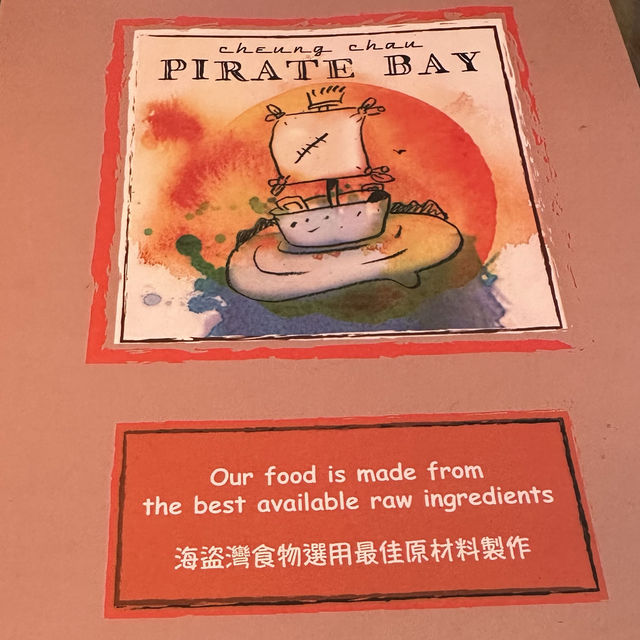 cheung chau
PIRATE BAY
Our food is made from
the best available raw ingredients
海盜灣食物選用最佳原材料製作